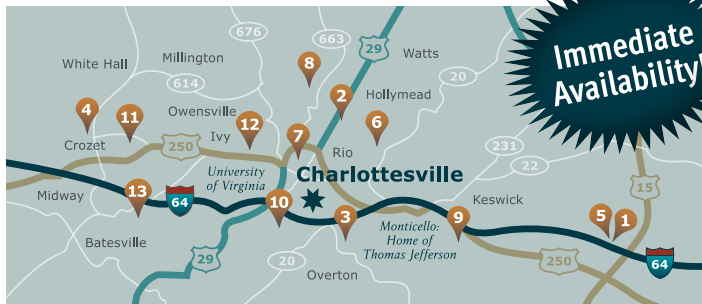 676
663
29
Watts
Immediate
Availability!
White Hall
Millington
8
20
614
2
Hollymead
4
11
Owensville
12
6
Crozet
250
Ivy
7
Rio
231
22
University
of Virginia
Charlottesville
15
Midway
13
64
10
3
Keswick
9
5
1
Monticello:
Home of
Thomas Jefferson
Batesville
29
20
Overton
250
64